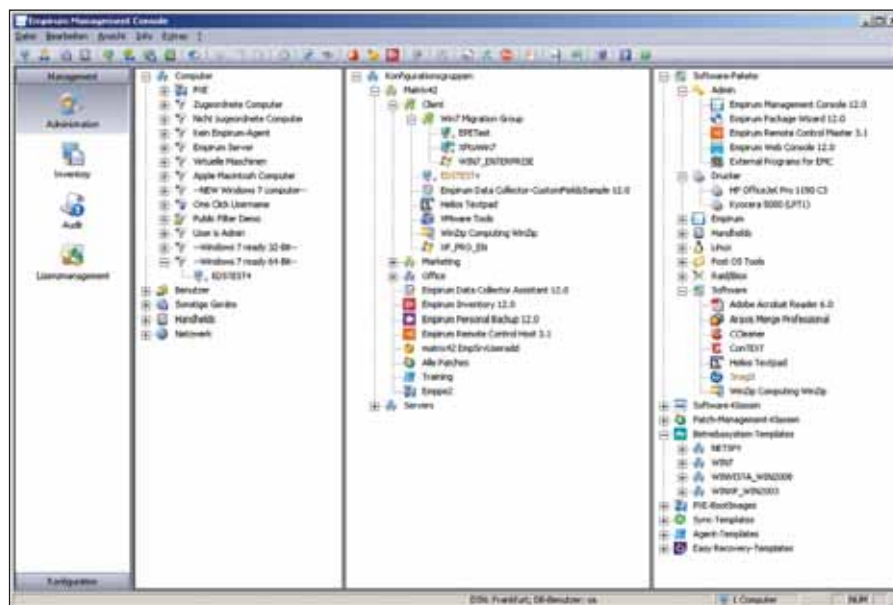 Empirum Management Console
Datei Bearbeiten Ansicht Info Extras ?
Management
Administration
Inventory
Audit
Lizenzmanagement
Konfiguration
Computer
PXE
Zugeordnete Computer
Nicht zugeordnete Computer
Kein Empirum-Agent
Empirum Server
Virtuelle Maschinen
Apple Macintosh Computer
--NEW Windows 7 computer--
One Click Username
Public Filter Demo
User is Admin
--Windows 7 ready 32-Bit--
--Windows 7 ready 64-Bit--
EDSTEST4
Benutzer
Sonstige Geräte
Handhelds
Netzwerk
Konfigurationsgruppen
Matrix42
Client
Win7 Migration Group
EPETest
XPtoWin7
WIN7_ENTERPRISE
EDSTEST4
Empirum Data Collector-CustomFieldsSample 12.0
Helios Textpad
VMware Tools
WinZip Computing WinZip
XP_PRO_EN
Marketing
Office
Empirum Data Collector Assistant 12.0
Empirum Inventory 12.0
Empirum Personal Backup 12.0
Empirum Remote Control Host 3.1
matrix42 EmpSrvUseradd
Alle Patches
Training
Emppe2
Servers
Software-Pakete
Admin
Empirum Management Console 12.0
Empirum Package Wizard 12.0
Empirum Remote Control Master 3.1
Empirum Web Console 12.0
External Programs for EMC
Drucker
HP OfficeJet Pro 1150 C3
Kyocera 5000 (LPT1)
Empirum
Handhelds
Linux
Post OS Tools
Raid/Bios
Software
Adobe Acrobat Reader 6.0
Araxis Merge Professional
CCleaner
ConTEXT
Helios Textpad
SnagIt
WinZip Computing WinZip
Software-Klassen
Patch-Management-Klassen
Betriebssystem-Templates
NETSPY
WIN7
WINVISTA_WIN2008
WINXP_WIN2003
PXE-BootImages
Sync-Templates
Agent-Templates
Easy Recovery-Templates
DSN: Frankfurt; DB-Benutzer: sa
1 Computer
NUM